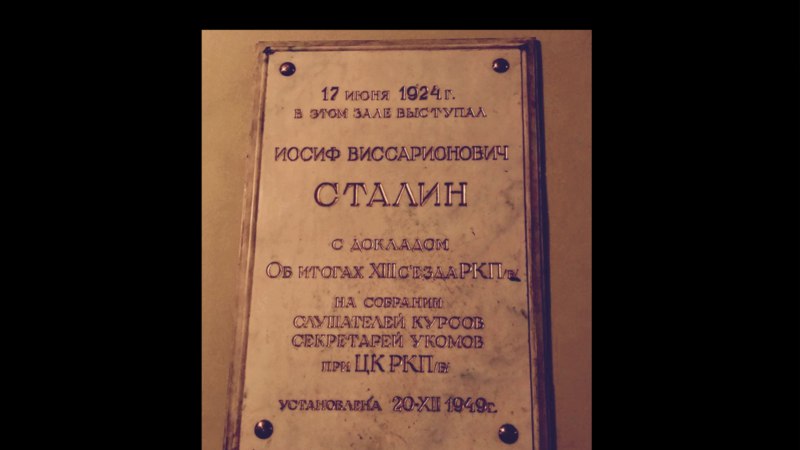 17 ИЮНЯ 1924 Г.
В ЭТОМ ЗАЛЕ ВЫСТУПАЛ
ИОСИФ ВИССАРИОНОВИЧ
СТАЛИН
С ДОКЛАДОМ
ОБ ИТОГАХ XIII С'ЕЗДА РКП/Б/
НА СОБРАНИИ
СЛУШАТЕЛЕЙ КУРСОВ
СЕКРЕТАРЕЙ УКОМОВ
ПРИ ЦК РКП/Б/
УСТАНОВЛЕНА 20-XII 1949 Г.